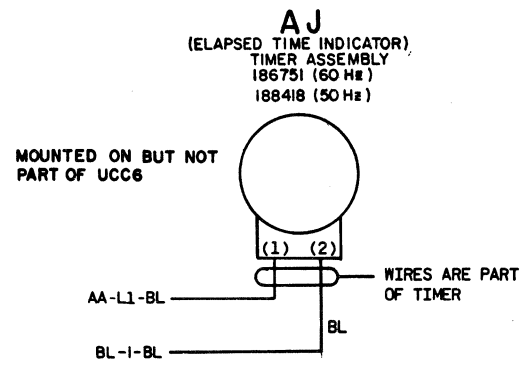 AJ
(ELAPSED TIME INDICATOR)
TIMER ASSEMBLY
186751 (60 Hz)
188418 (50 Hz)
MOUNTED ON BUT NOT
PART OF UCC6
(1) (2)
WIRES ARE PART
OF TIMER
AA-L1-BL
BL
BL-1-BL